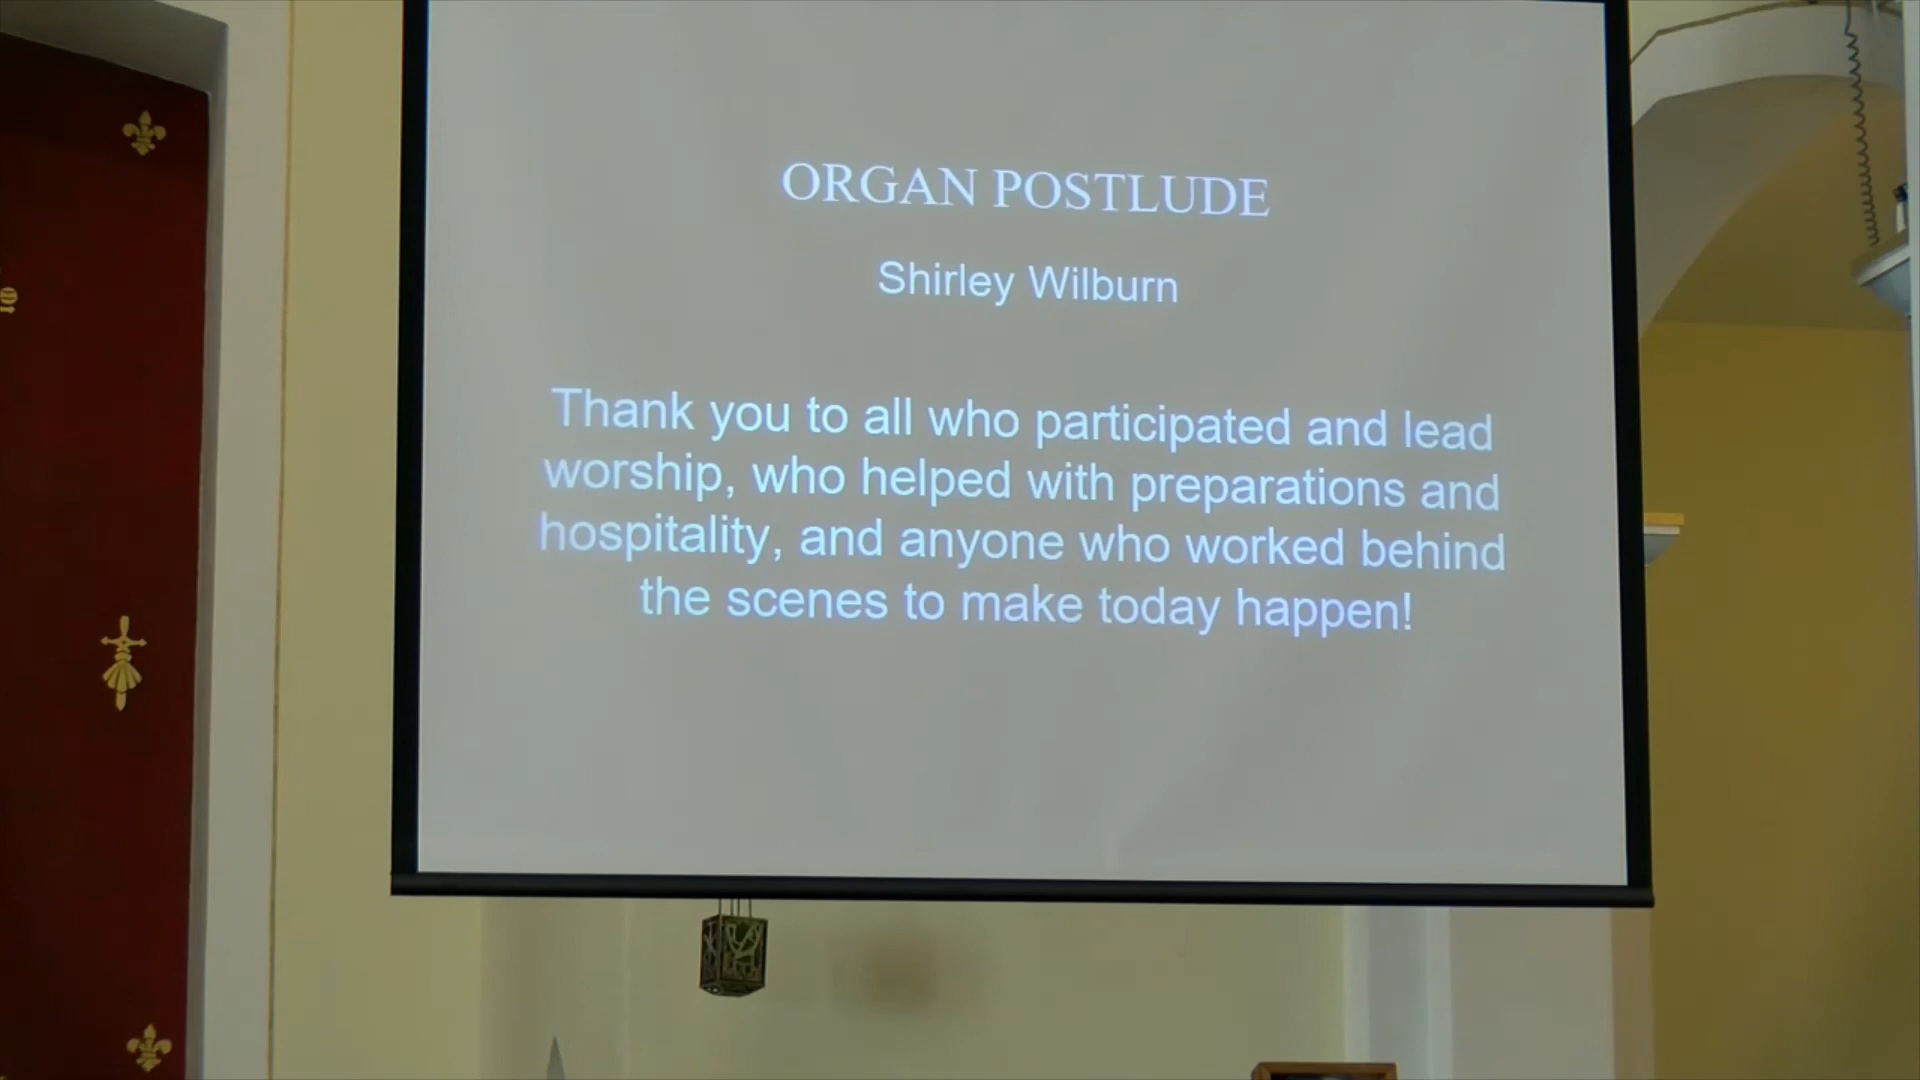 ORGAN POSTLUDE
Shirley Wilburn
Thank you to all who participated and lead
worship, who helped with preparations and
hospitality, and anyone who worked behind
the scenes to make today happen!